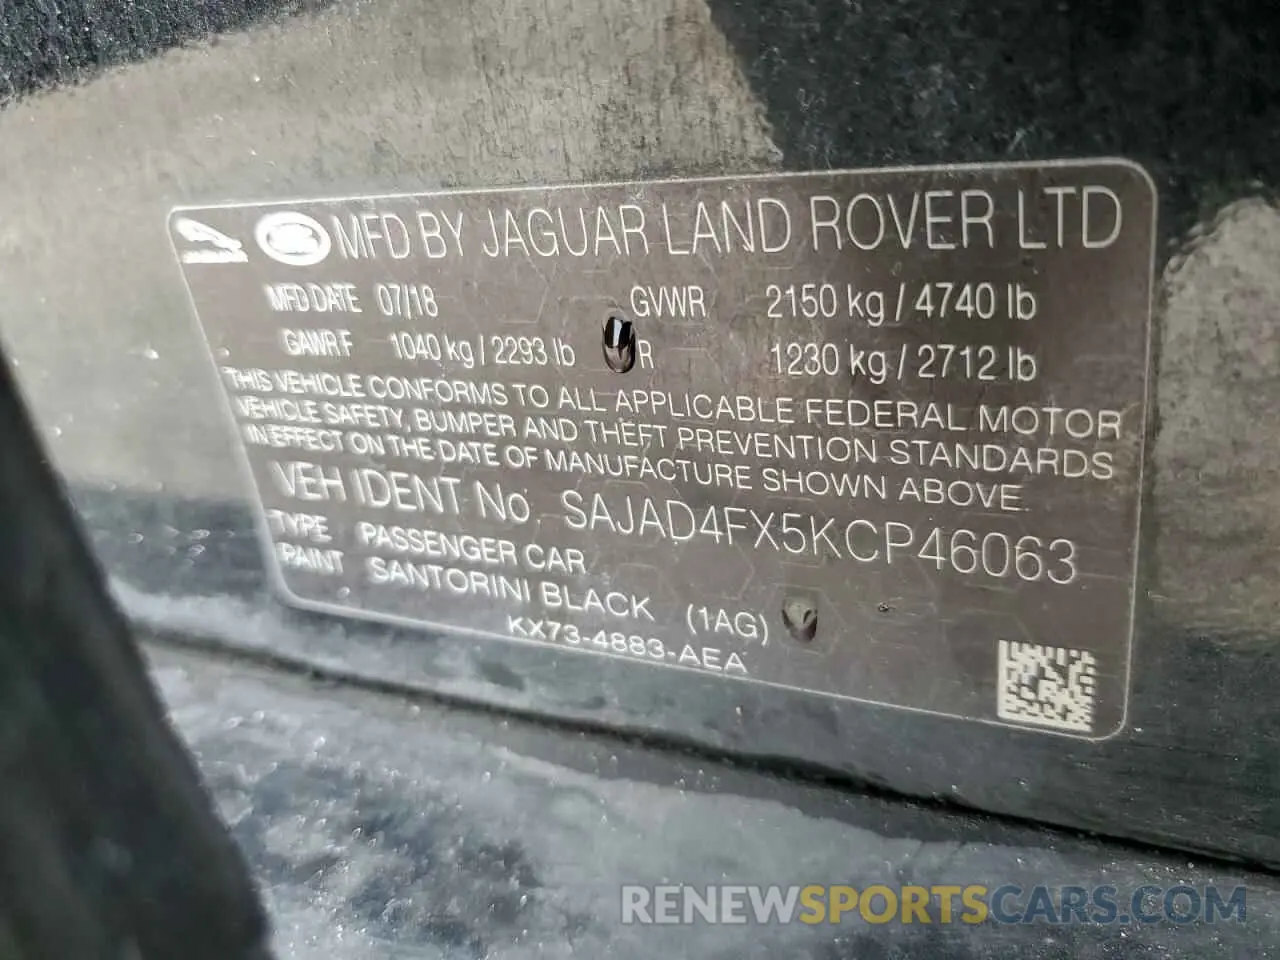 MFD BY JAGUAR LAND ROVER LTD
MFD DATE 07/18 GVWR 2150 kg / 4740 lb
GAWR F 1040 kg / 2293 lb R 1230 kg / 2712 lb
THIS VEHICLE CONFORMS TO ALL APPLICABLE FEDERAL MOTOR
VEHICLE SAFETY, BUMPER AND THEFT PREVENTION STANDARDS
IN EFFECT ON THE DATE OF MANUFACTURE SHOWN ABOVE.
VEH IDENT No. SAJAD4FX5KCP46063
TYPE PASSENGER CAR
PAINT SANTORINI BLACK (1AG)
KX73-4883-AEA
RENEWSPORTSCARS.COM